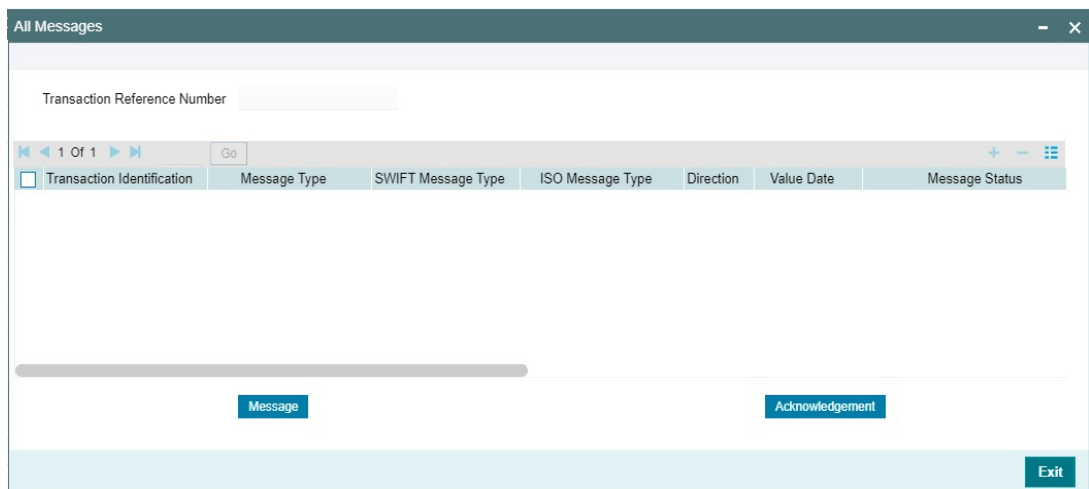 All Messages
Transaction Reference Number
1 Of 1 Go
Transaction Identification Message Type SWIFT Message Type ISO Message Type Direction Value Date Message Status
Message Acknowledgement
Exit